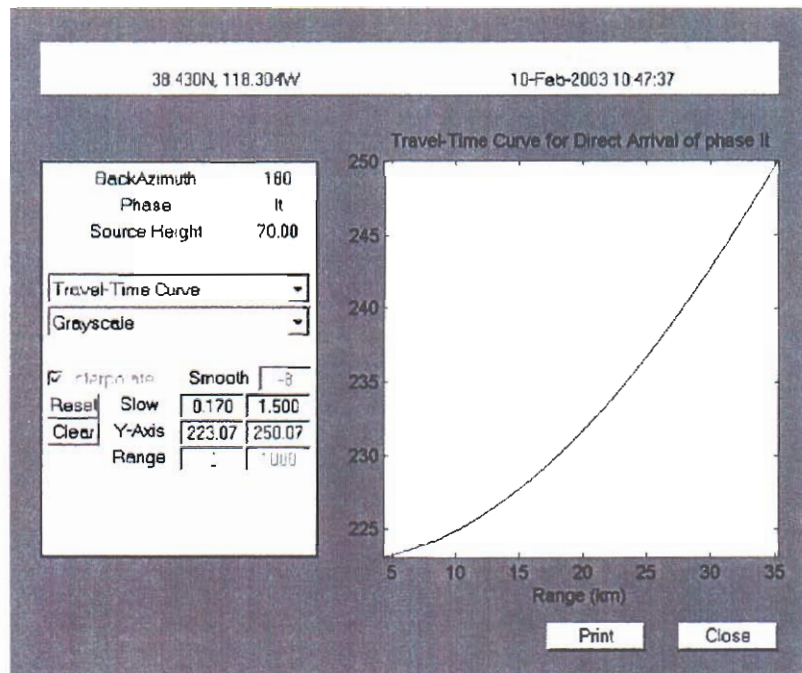 38.430N, 118.304W
10-Feb-2003 10:47:37
BackAzimuth 180
Phase It
Source Height 70.00
Travel-Time Curve
Grayscale
Interpolate Smooth -8
Reset Slow 0.170 1.500
Clear Y-Axis 223.07 250.07
Range 1000
Travel-Time Curve for Direct Arrival of phase It
250
245
240
235
230
225
5 10 15 20 25 30 35
Range (km)
Print
Close